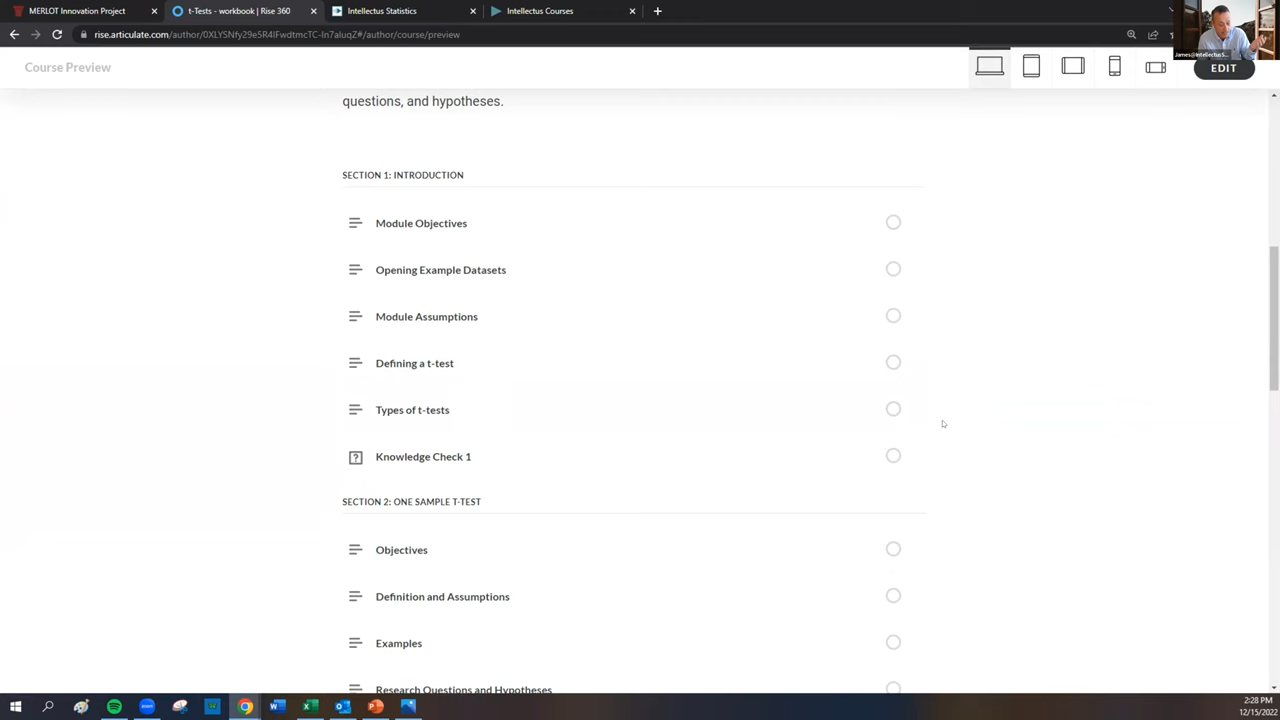 MERLOT Innovation Project
t-Tests - workbook | Rise 360
Intellectus Statistics
Intellectus Courses
rise.articulate.com/author/0XLYSNfy29e5R4lFwdtmcTC-In7aluqZ#/author/course/preview
James@Intellectus S...
Course Preview
EDIT
questions, and hypotheses.
SECTION 1: INTRODUCTION
Module Objectives
Opening Example Datasets
Module Assumptions
Defining a t-test
Types of t-tests
Knowledge Check 1
SECTION 2: ONE SAMPLE T-TEST
Objectives
Definition and Assumptions
Examples
Research Questions and Hypotheses
2:28 PM
12/15/2022